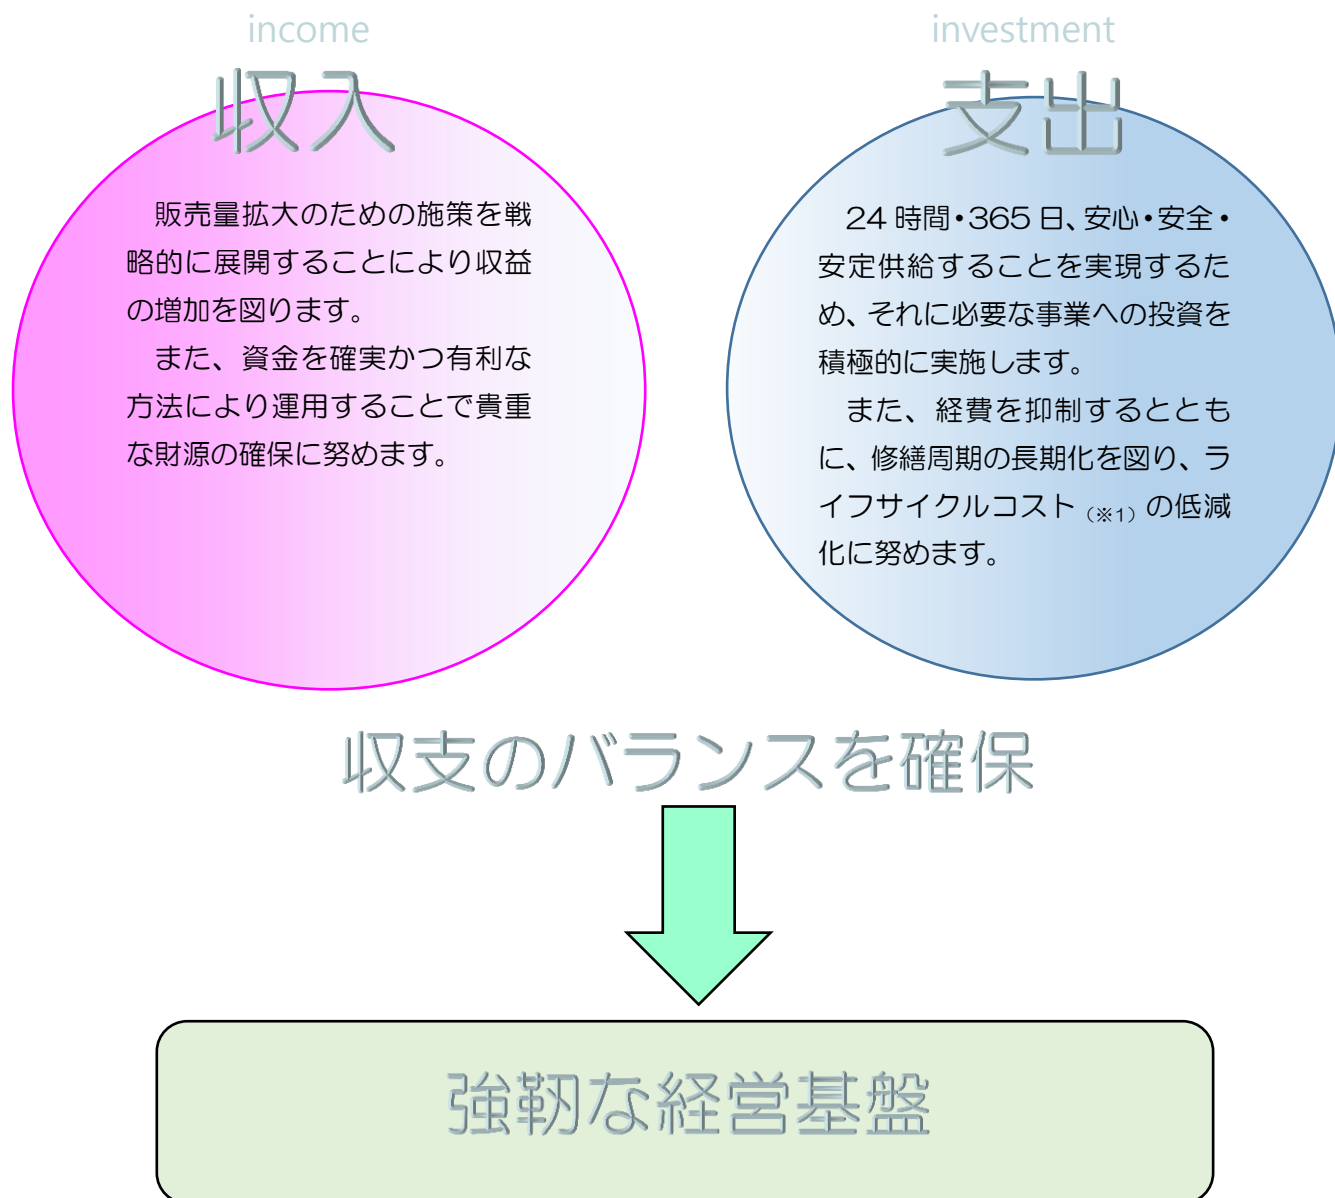 income
収入
販売量拡大のための施策を戦
略的に展開することにより収益
の増加を図ります。
また、資金を確実かつ有利な
方法により運用することで貴重
な財源の確保に努めます。
investment
支出
24 時間・365 日、安心・安全・
安定供給することを実現するた
め、それに必要な事業への投資を
積極的に実施します。
また、経費を抑制するととも
に、修繕周期の長期化を図り、ラ
イフサイクルコスト(※1)の低減
化に努めます。
収支のバランスを確保
強靭な経営基盤